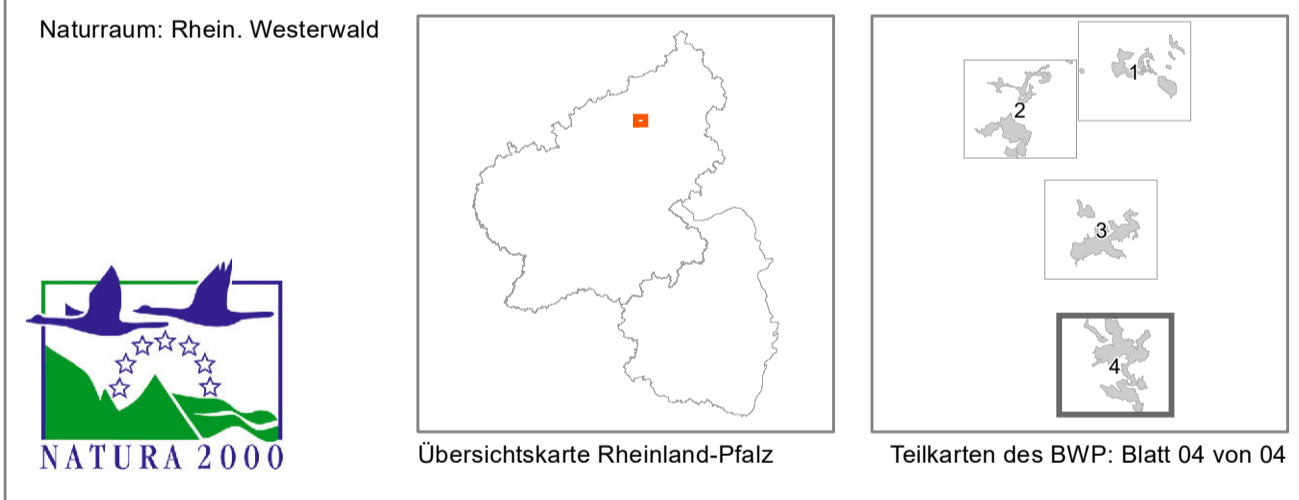 Naturraum: Rhein. Westerwald
1
2
3
4
NATURA 2000
Übersichtskarte Rheinland-Pfalz
Teilkarten des BWP: Blatt 04 von 04